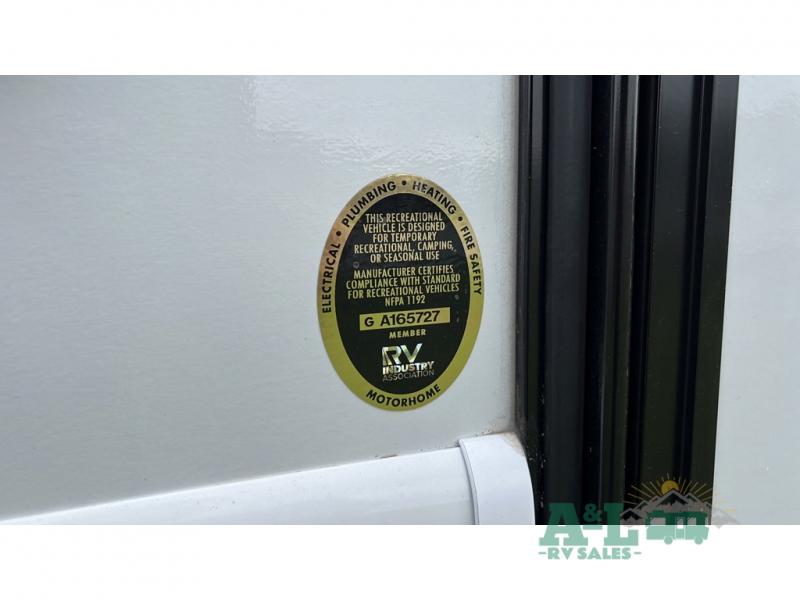 ELECTRICAL • PLUMBING • HEATING • FIRE SAFETY
THIS RECREATIONAL
VEHICLE IS DESIGNED
FOR TEMPORARY
RECREATIONAL, CAMPING,
OR SEASONAL USE
MANUFACTURER CERTIFIES
COMPLIANCE WITH STANDARD
FOR RECREATIONAL VEHICLES
NFPA 1192
G A165727
MEMBER
RV
INDUSTRY
ASSOCIATION
MOTORHOME
A&L
-RV SALES-